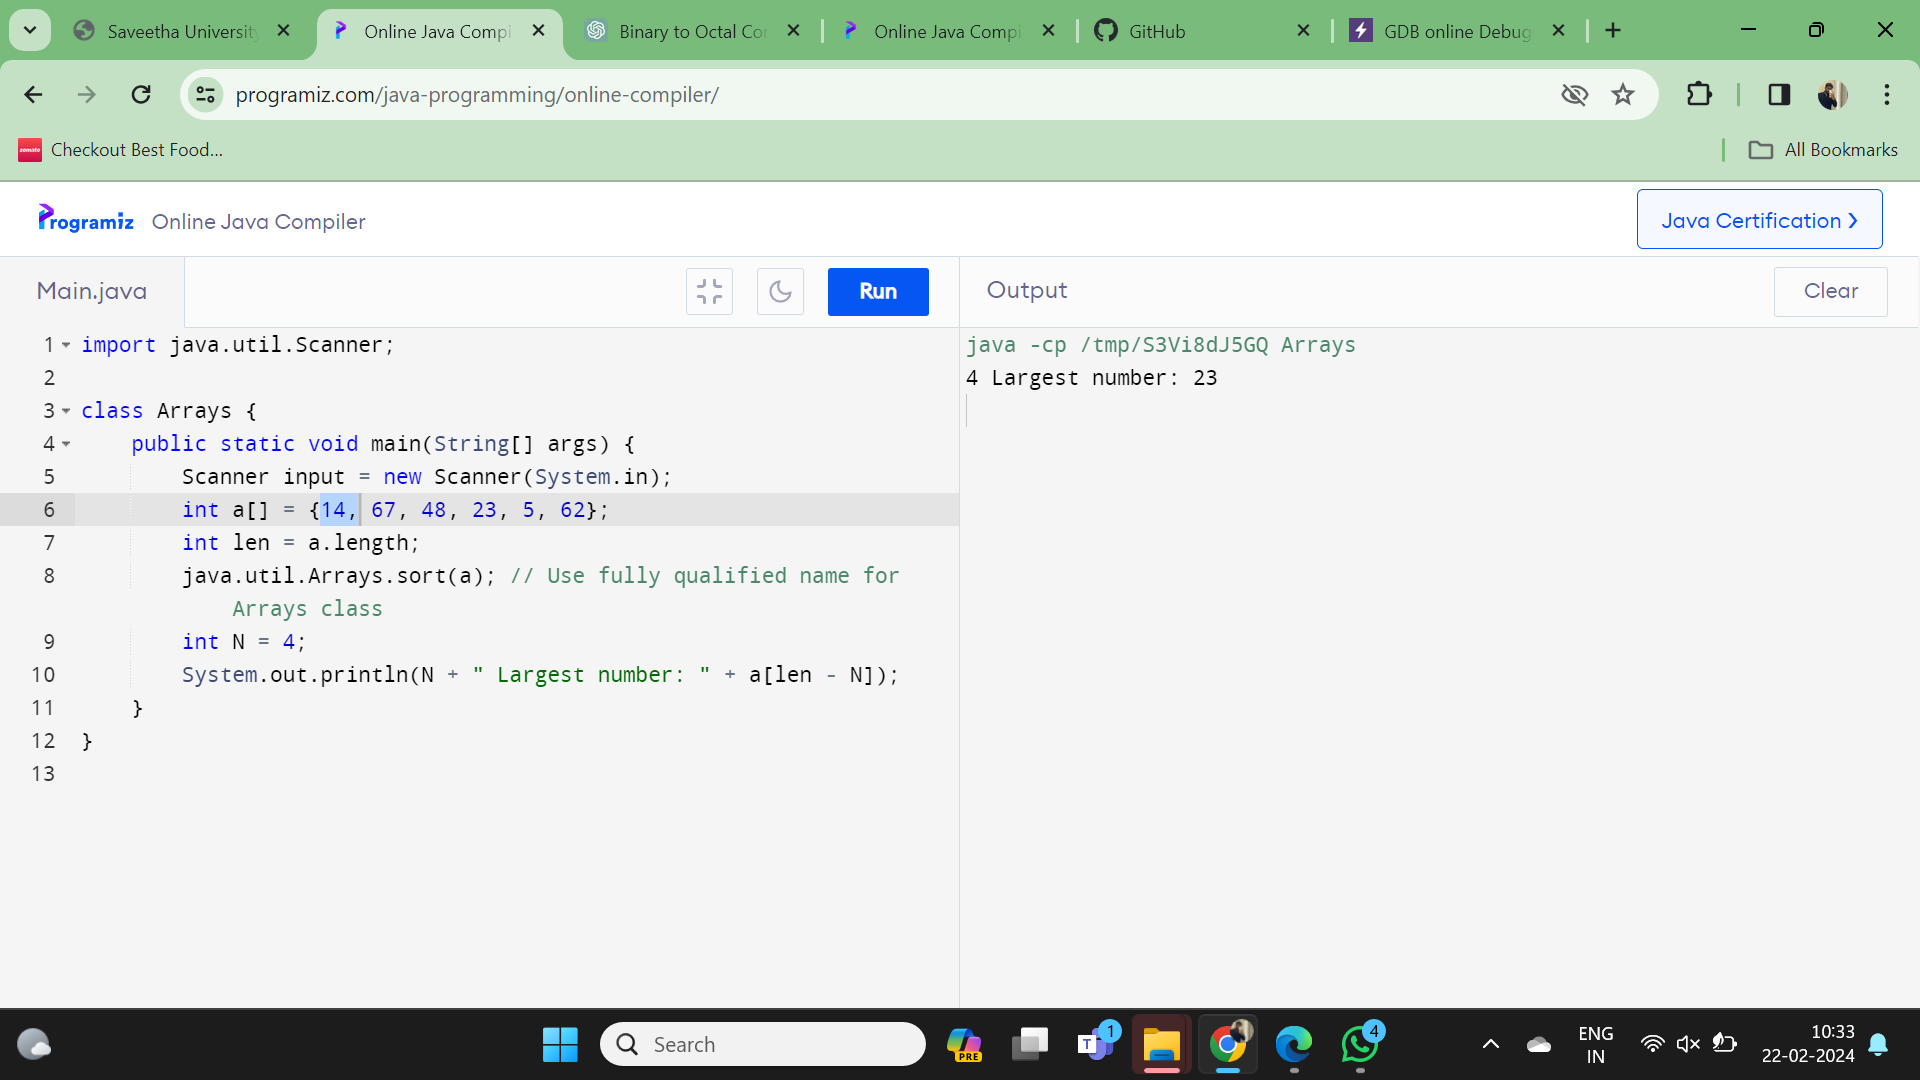 Saveetha University
Online Java Compi
Binary to Octal Con
Online Java Compi
GitHub
GDB online Debug
programiz.com/java-programming/online-compiler/
zomato
Checkout Best Food...
All Bookmarks
Programiz
Online Java Compiler
Java Certification ›
Main.java
Run
Output
Clear
1 import java.util.Scanner;
2
3 class Arrays {
4 public static void main(String[] args) {
5 Scanner input = new Scanner(System.in);
6 int a[] = {14, 67, 48, 23, 5, 62};
7 int len = a.length;
8 java.util.Arrays.sort(a); // Use fully qualified name for
Arrays class
9 int N = 4;
10 System.out.println(N + " Largest number: " + a[len - N]);
11 }
12 }
13
java -cp /tmp/S3Vi8dJ5GQ Arrays
4 Largest number: 23
Search
PRE
T
1
4
ENG
IN
10:33
22-02-2024